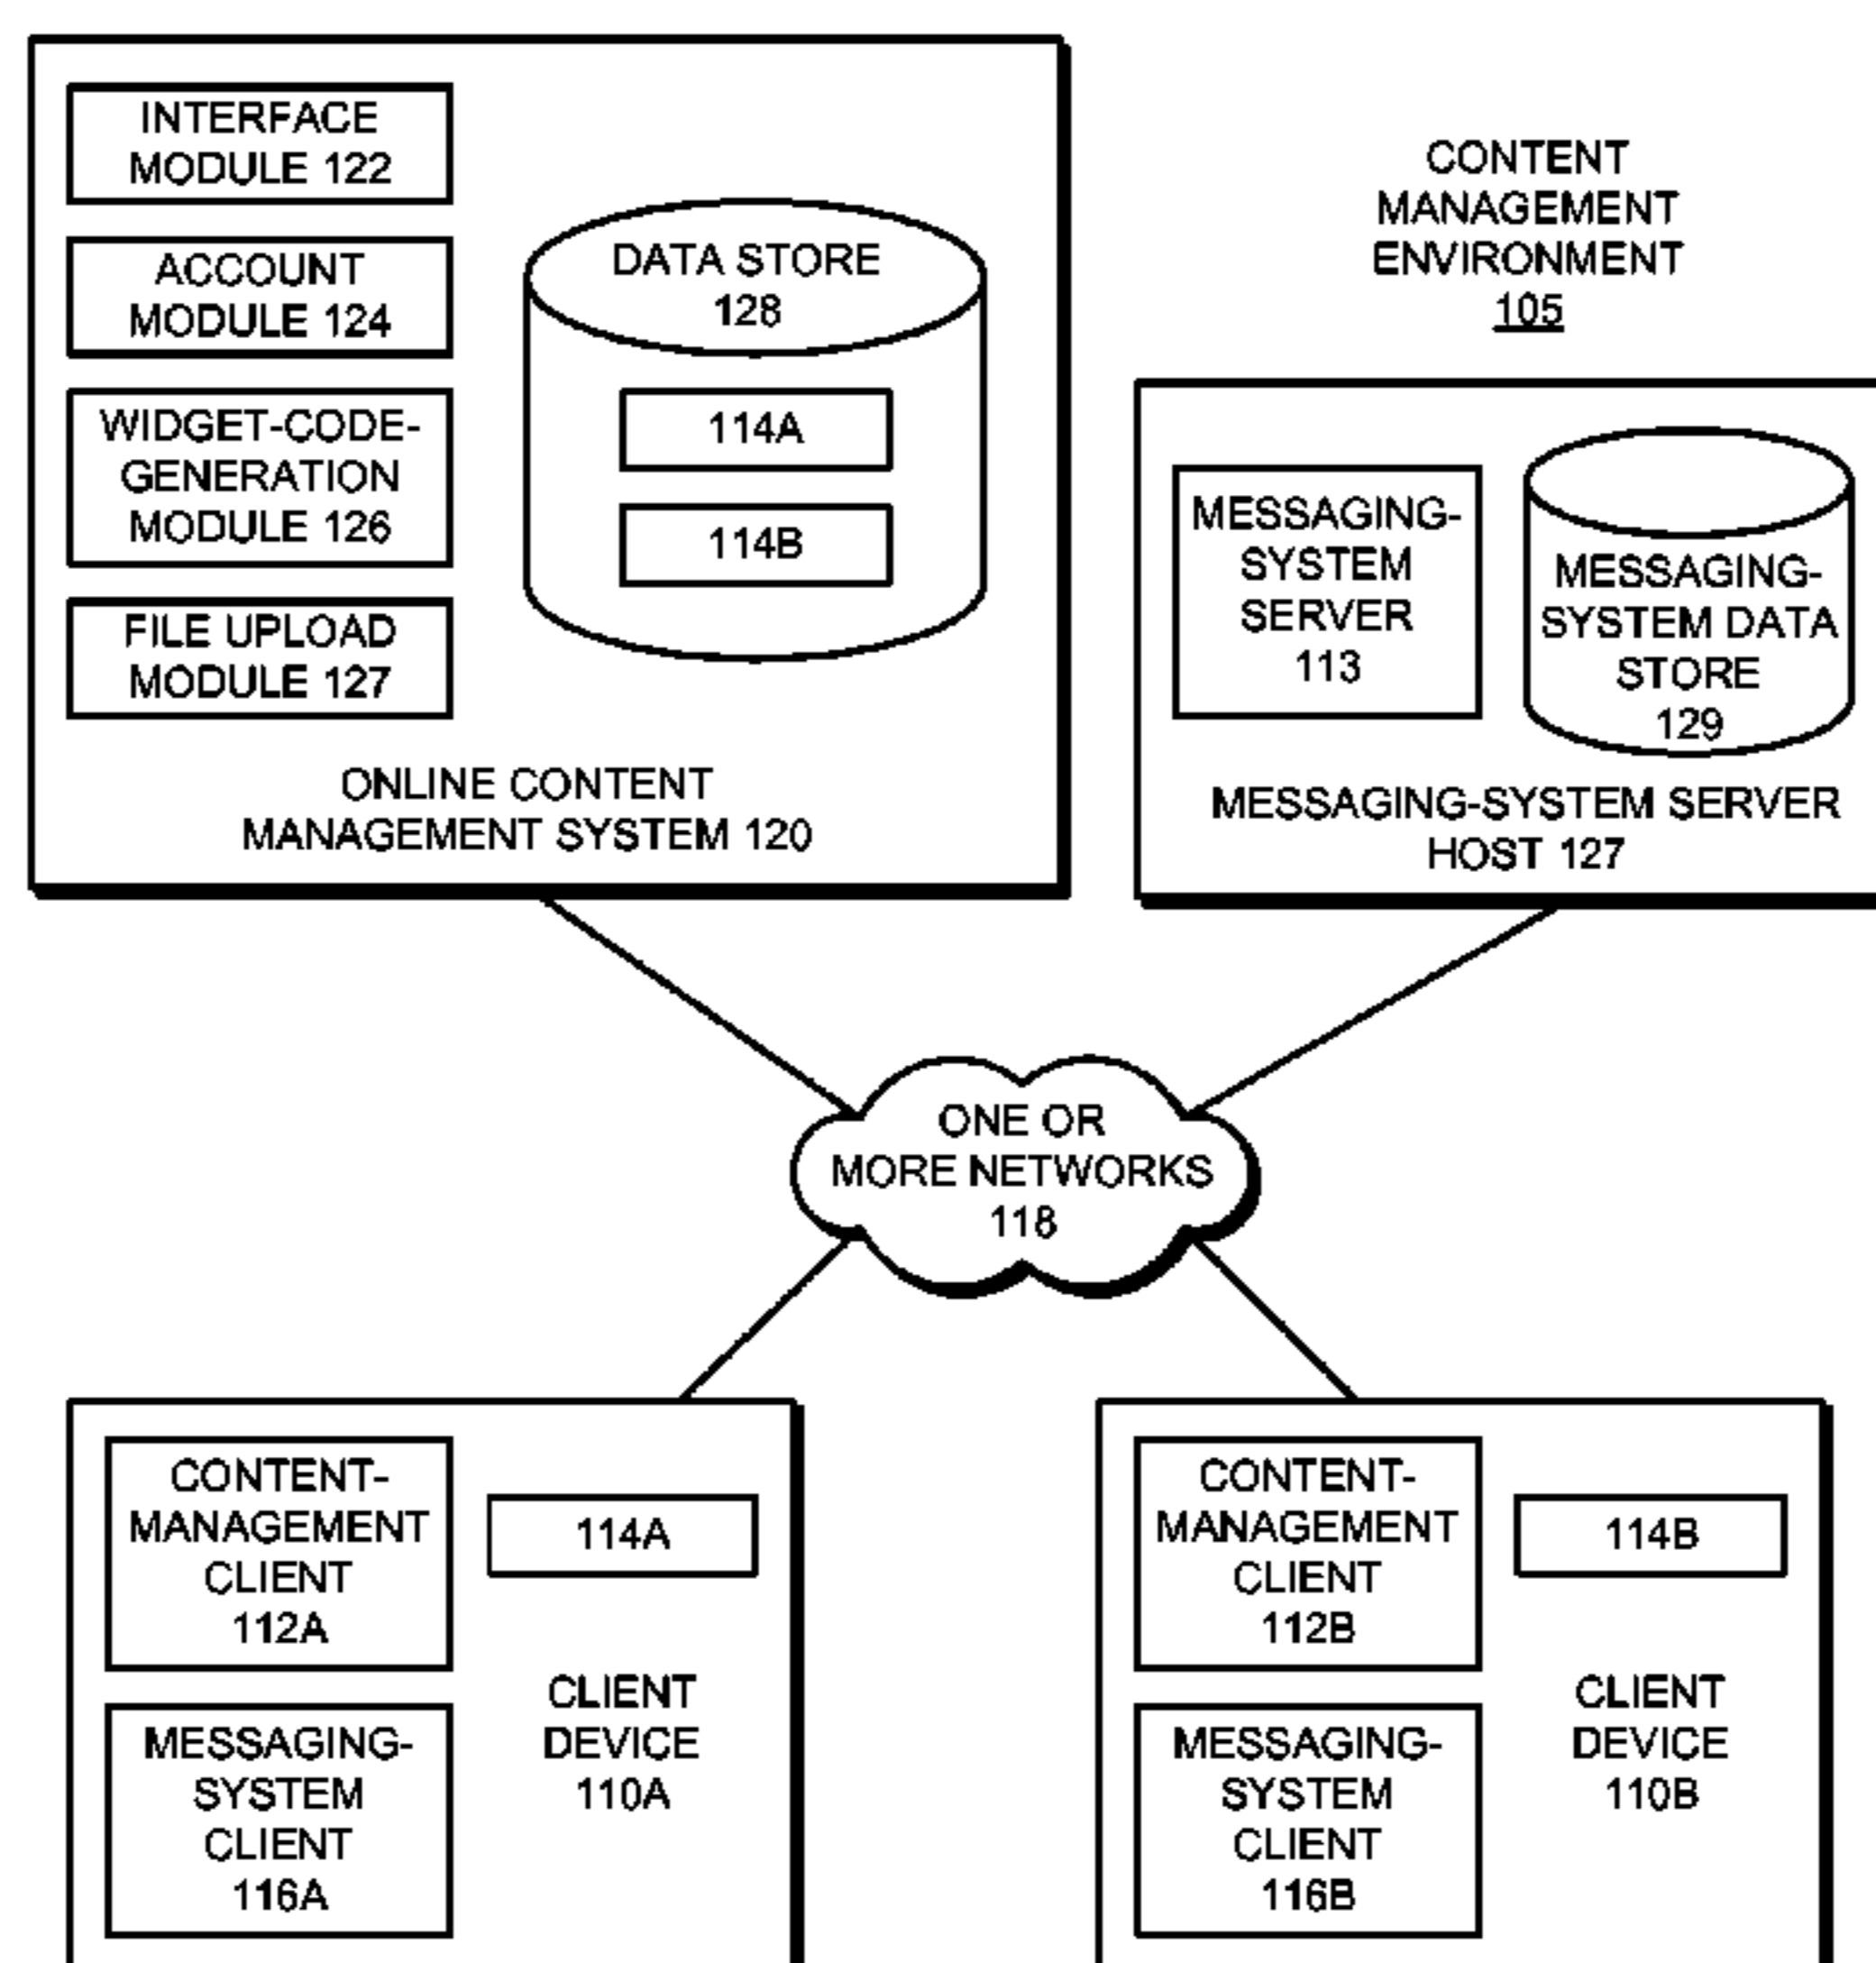 INTERFACE
MODULE 122
ACCOUNT
MODULE 124
WIDGET-CODE-
GENERATION
MODULE 126
FILE UPLOAD
MODULE 127
DATA STORE
128
114A
114B
ONLINE CONTENT
MANAGEMENT SYSTEM 120
CONTENT
MANAGEMENT
ENVIRONMENT
105
MESSAGING-
SYSTEM
SERVER
113
MESSAGING-
SYSTEM DATA
STORE
129
MESSAGING-SYSTEM SERVER
HOST 127
ONE OR
MORE NETWORKS
118
CONTENT-
MANAGEMENT
CLIENT
112A
114A
MESSAGING-
SYSTEM
CLIENT
116A
CLIENT
DEVICE
110A
CONTENT-
MANAGEMENT
CLIENT
112B
114B
MESSAGING-
SYSTEM
CLIENT
116B
CLIENT
DEVICE
110B